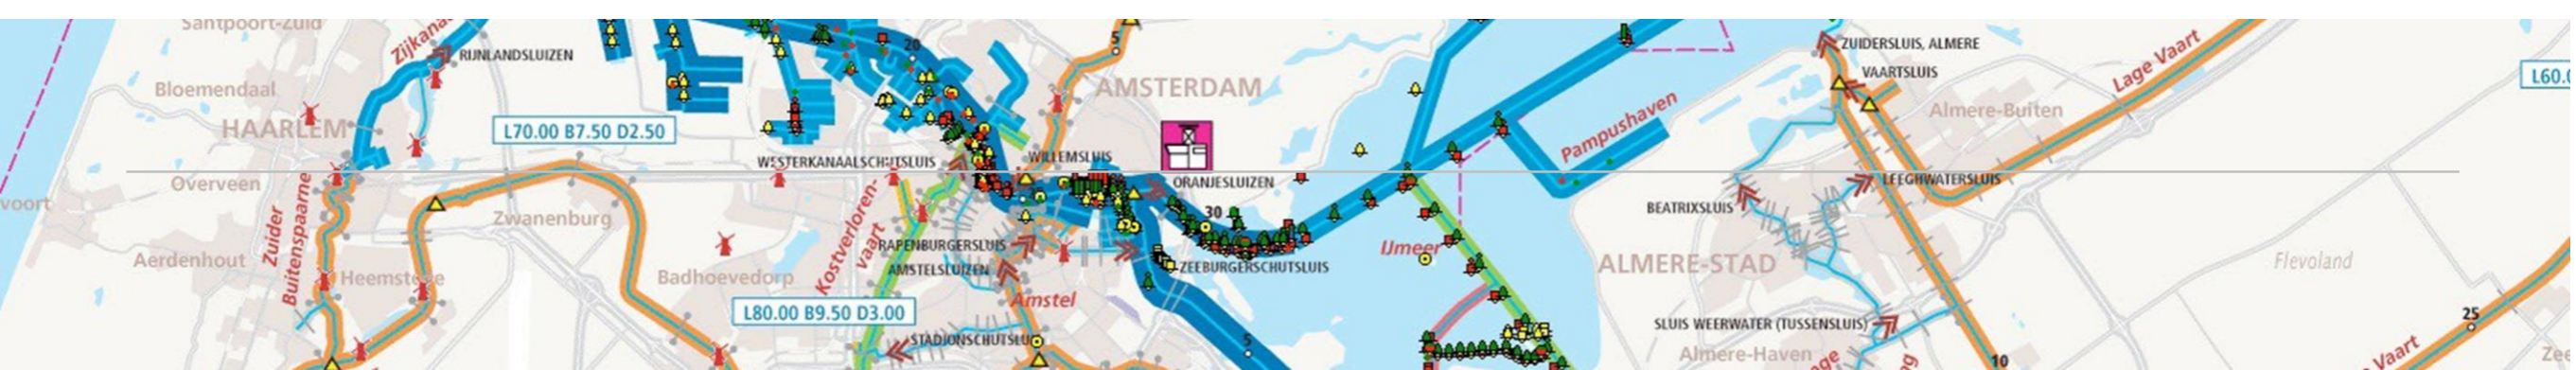 Santpoort-Zuid
Zijkana
RIJNLANDSLUIZEN
20
5
AMSTERDAM
ZUIDERSLUIS, ALMERE
VAARTSLUIS
Lage Vaart
L60.0
Bloemendaal
HAARLEM
L70.00 B7.50 D2.50
Pampushaven
Almere-Buiten
WESTERKANAALSCHUTSLUIS
WILLEMSLUIS
ORANJESLUIZEN
LEEGHWATERSLUIS
Overveen
voort
Zuider
Buitenspaarne
Zwanenburg
Kostverloren-
vaart
30
BEATRIXSLUIS
Aerdenhout
Heemstede
Badhoevedorp
RAPENBURGERSLUIS
AMSTELSLUIZEN
ZEEBURGERSCHUTSLUIS
IJmeer
ALMERE-STAD
Flevoland
Amstel
L80.00 B9.50 D3.00
STADIONSCHUTSLUIS
5
SLUIS WEERWATER (TUSSENSLUIS)
Almere-Haven
10
25
Vaart
Zee